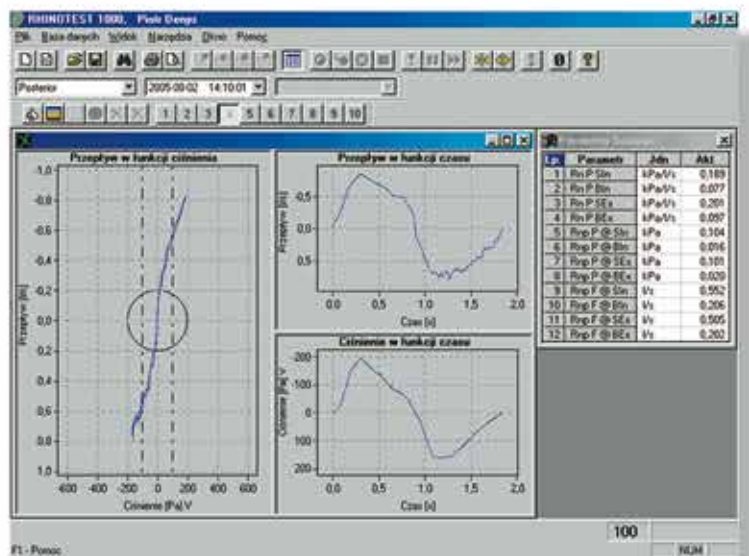 RHINOTEST 1000, Piotr Dengs
Plik Baza danych Widok Narzędzia Okno Pomoc
Posterior 2005-08-02 14:10:01
1 2 3 4 5 6 7 8 9 10
Przepływ w funkcji ciśnienia
-1,0
-0,8
-0,6
-0,4
-0,2
0,0
0,2
0,4
0,6
0,8
1,0
Przepływ [l/s]
-600 -400 -200 0 200 400 600
Ciśnienie [Pa] V
Przepływ w funkcji czasu
-0,5
0,0
0,5
Przepływ [l/s]
0,0 0,5 1,0 1,5 2,0
Czas [s]
Ciśnienie w funkcji czasu
-200
-100
0
100
200
Ciśnienie [Pa] V
0,0 0,5 1,0 1,5 2,0
Czas [s]
Lp. Parametr Jdn Akt
1 Rn P SIn kPa/l/s 0,189
2 Rn P BIn kPa/l/s 0,077
3 Rn P SEx kPa/l/s 0,201
4 Rn P BEx kPa/l/s 0,097
5 Rnp P @ SIn kPa 0,104
6 Rnp P @ BIn kPa 0,016
7 Rnp P @ SEx kPa 0,101
8 Rnp P @ BEx kPa 0,020
9 Rnp F @ SIn l/s 0,552
10 Rnp F @ BIn l/s 0,206
11 Rnp F @ SEx l/s 0,505
12 Rnp F @ BEx l/s 0,202
100
F1 - Pomoc NUM